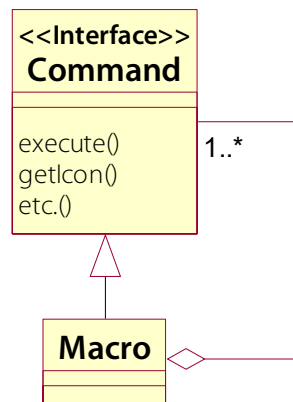 <<Interface>>
Command
execute()
getIcon()
etc.()
1..*
Macro